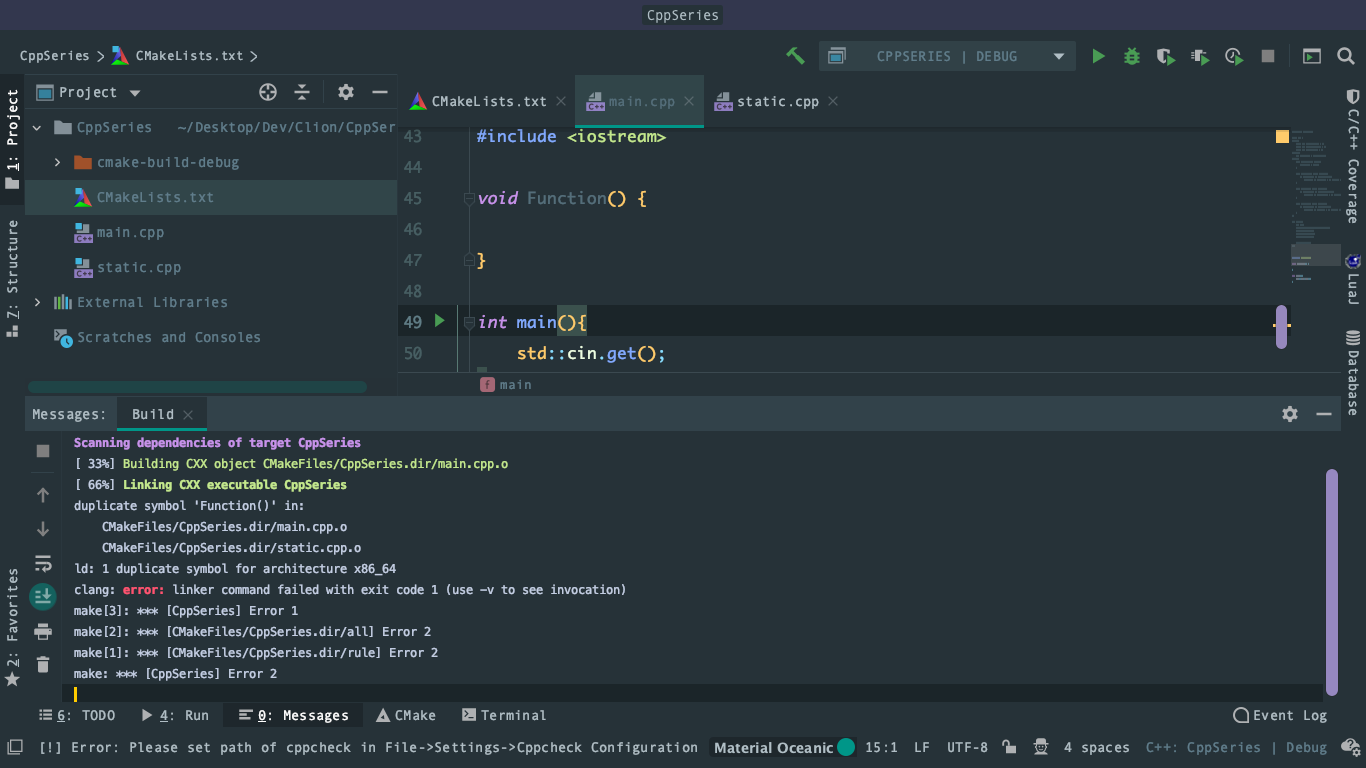 CppSeries
CppSeries > CMakeLists.txt >
CPPSERIES | DEBUG
1: Project
Z: Structure
2: Favorites
Project
CppSeries ~/Desktop/Dev/Clion/CppSer
cmake-build-debug
CMakeLists.txt
main.cpp
static.cpp
External Libraries
Scratches and Consoles
CMakeLists.txt
main.cpp
static.cpp
43 #include <iostream>
44
45 void Function() {
46
47 }
48
49 int main(){
50 std::cin.get();
f main
C/C++ Coverage
LuaJ
Database
Messages: Build
Scanning dependencies of target CppSeries
[ 33%] Building CXX object CMakeFiles/CppSeries.dir/main.cpp.o
[ 66%] Linking CXX executable CppSeries
duplicate symbol 'Function()' in:
CMakeFiles/CppSeries.dir/main.cpp.o
CMakeFiles/CppSeries.dir/static.cpp.o
ld: 1 duplicate symbol for architecture x86_64
clang: error: linker command failed with exit code 1 (use -v to see invocation)
make[3]: *** [CppSeries] Error 1
make[2]: *** [CMakeFiles/CppSeries.dir/all] Error 2
make[1]: *** [CMakeFiles/CppSeries.dir/rule] Error 2
make: *** [CppSeries] Error 2
6: TODO
4: Run
0: Messages
CMake
Terminal
Event Log
[!] Error: Please set path of cppcheck in File->Settings->Cppcheck Configuration
Material Oceanic
15:1 LF UTF-8
4 spaces
C++: CppSeries | Debug